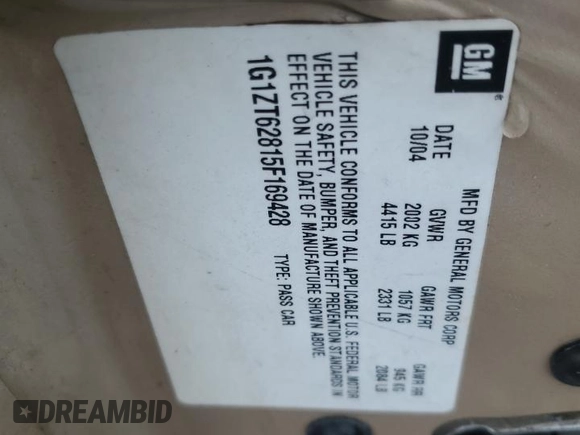 GM
MFD BY GENERAL MOTORS CORP
DATE GVWR GAWR FRT GAWR RR
10/04 2002 KG 1057 KG 945 KG
4415 LB 2331 LB 2084 LB
THIS VEHICLE CONFORMS TO ALL APPLICABLE U.S. FEDERAL MOTOR
VEHICLE SAFETY, BUMPER, AND THEFT PREVENTION STANDARDS IN
EFFECT ON THE DATE OF MANUFACTURE SHOWN ABOVE.
1G1ZT62815F169428 TYPE: PASS CAR
DREAMBID